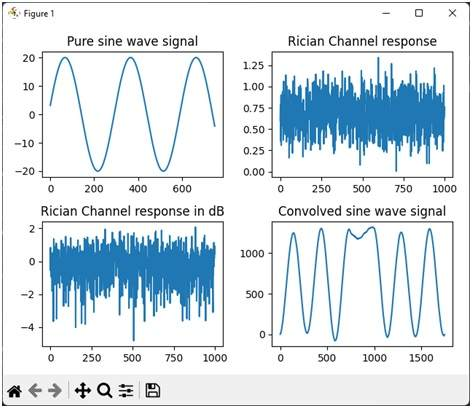 Figure 1
Pure sine wave signal
20
10
0
−10
−20
0 200 400 600
Rician Channel response
1.25
1.00
0.75
0.50
0.25
0.00
0 250 500 750 1000
Rician Channel response in dB
2
0
−2
−4
0 250 500 750 1000
Convolved sine wave signal
1000
500
0
0 500 1000 1500